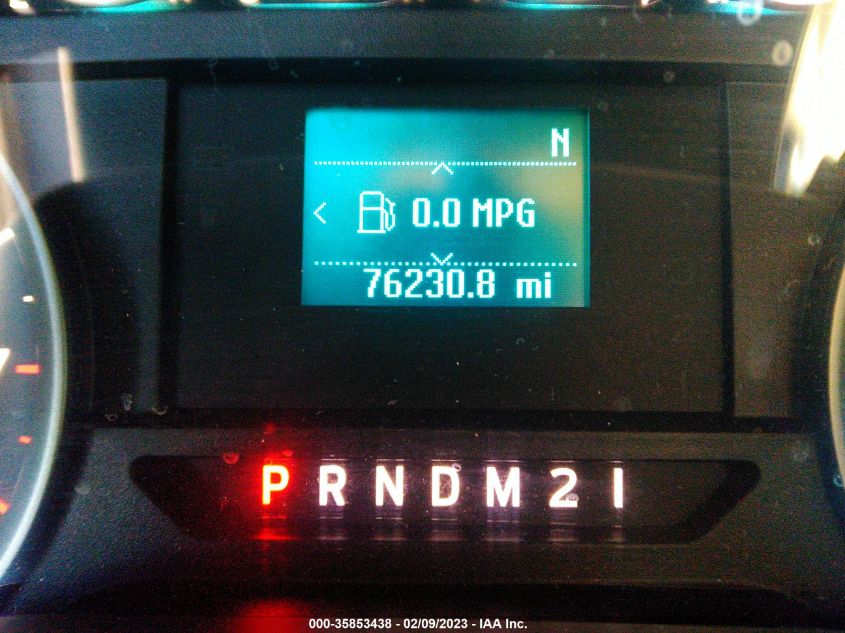 N
< 0.0 MPG
76230.8 mi
P R N D M 2 1
000-35853438 - 02/09/2023 - IAA Inc.